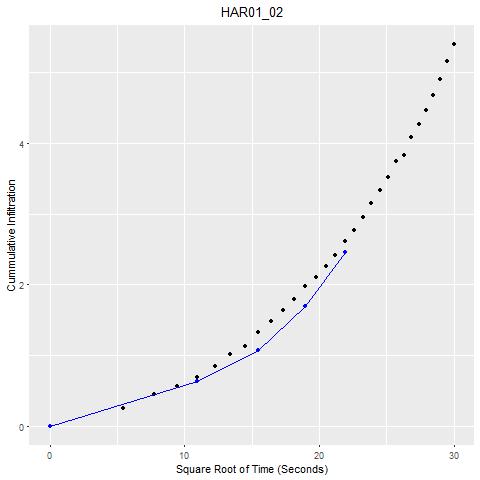 HAR01_02
Cummulative Infiltration
4
2
0
0
10
20
30
Square Root of Time (Seconds)